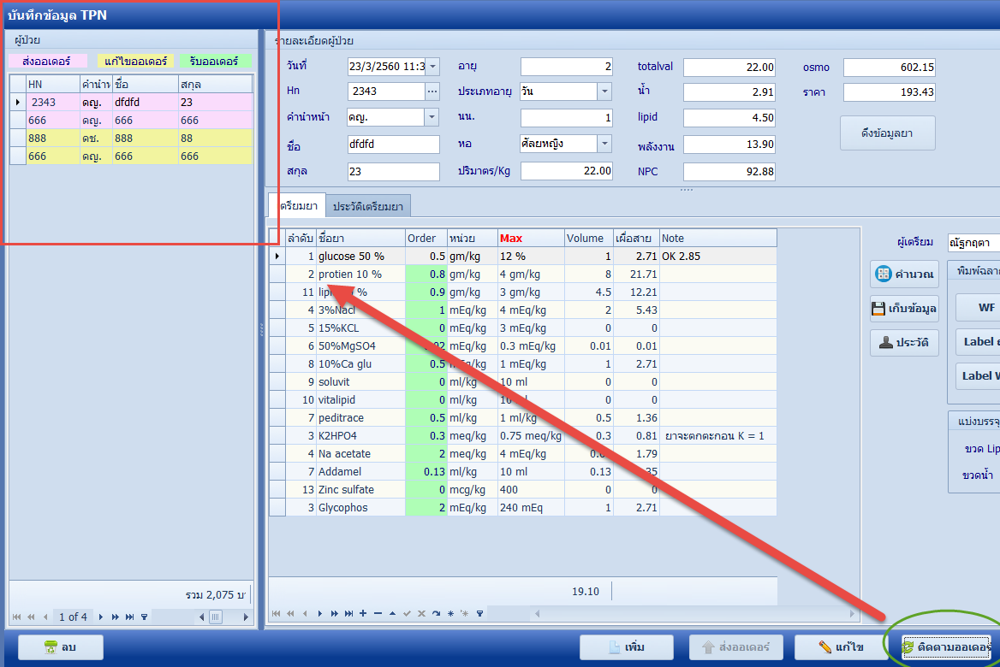 บันทึกข้อมูล TPN
ผู้ป่วย
ส่งออเดอร์ แก้ไขออเดอร์ รับออเดอร์
HN คำนำห ชื่อ สกุล
2343 ดญ. dfdfd 23
666 ดญ. 666 666
888 ดช. 888 88
666 ดญ. 666 666
รวม 2,075 บ
1 of 4
รายละเอียดผู้ป่วย
วันที่ 23/3/2560 11:3 อายุ 2 totalval 22.00 osmo 602.15
Hn 2343 ประเภทอายุ วัน น้ำ 2.91 ราคา 193.43
คำนำหน้า ดญ. นน. 1 lipid 4.50
ดึงข้อมูลยา
ชื่อ dfdfd หอ ศัลยหญิง พลังงาน 13.90
สกุล 23 ปริมาตร/Kg 22.00 NPC 92.88
เตรียมยา ประวัติเตรียมยา
ลำดับ ชื่อยา Order หน่วย Max Volume เผื่อสาย Note
1 glucose 50 % 0.5 gm/kg 12 % 1 2.71 OK 2.85
2 protien 10 % 0.8 gm/kg 4 gm/kg 8 21.71
11 % 0.9 gm/kg 3 gm/kg 4.5 12.21
4 3%Nacl 1 mEq/kg 4 mEq/kg 2 5.43
5 15%KCL 0 mEq/kg 3 mEq/kg 0 0
6 50%MgSO4 mEq/kg 0.3 mEq/kg 0.01 0.01
8 10%Ca glu 0.5 mEq/kg 1 mEq/kg 1 2.71
9 soluvit 0 ml/kg 10 ml 0 0
10 vitalipid 0 ml/kg 0 0
7 peditrace 0.5 ml/kg 1 ml/kg 0.5 1.36
3 K2HPO4 0.3 meq/kg 0.75 meq/kg 0.3 0.81 ยาจะตกตะกอน K = 1
4 Na acetate 2 meq/kg 4 mEq/kg 1.79
7 Addamel 0.13 ml/kg 10 ml 0.13
13 Zinc sulfate 0 mcg/kg 400 0 0
3 Glycophos 2 mEq/kg 240 mEq 1 2.71
19.10
ผู้เตรียม ณัฐกฤตา
คำนวณ
เก็บข้อมูล
ประวัติ
พิมพ์ฉลาก
WF
Label
Label W
แบ่งบรรจุ
ขวด Lip
ขวดน้ำ
ลบ เพิ่ม ส่งออเดอร์ แก้ไข ติดตามออเดอร์